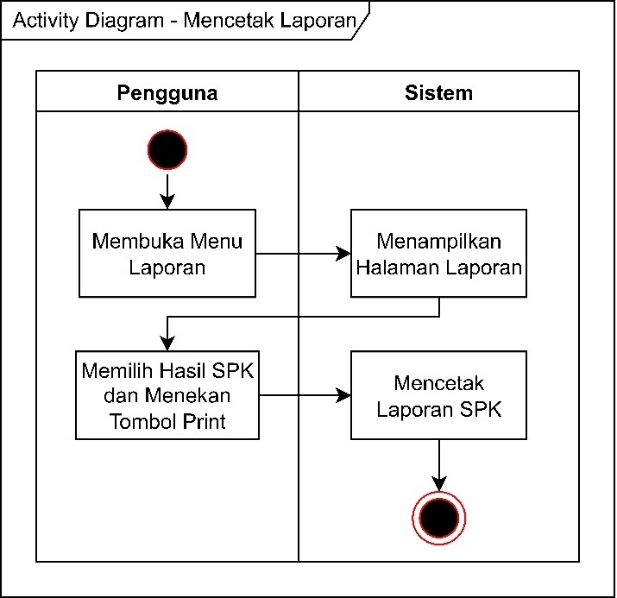 Activity Diagram - Mencetak Laporan
Pengguna
Sistem
Membuka Menu
Laporan
Menampilkan
Halaman Laporan
Memilih Hasil SPK
dan Menekan
Tombol Print
Mencetak
Laporan SPK